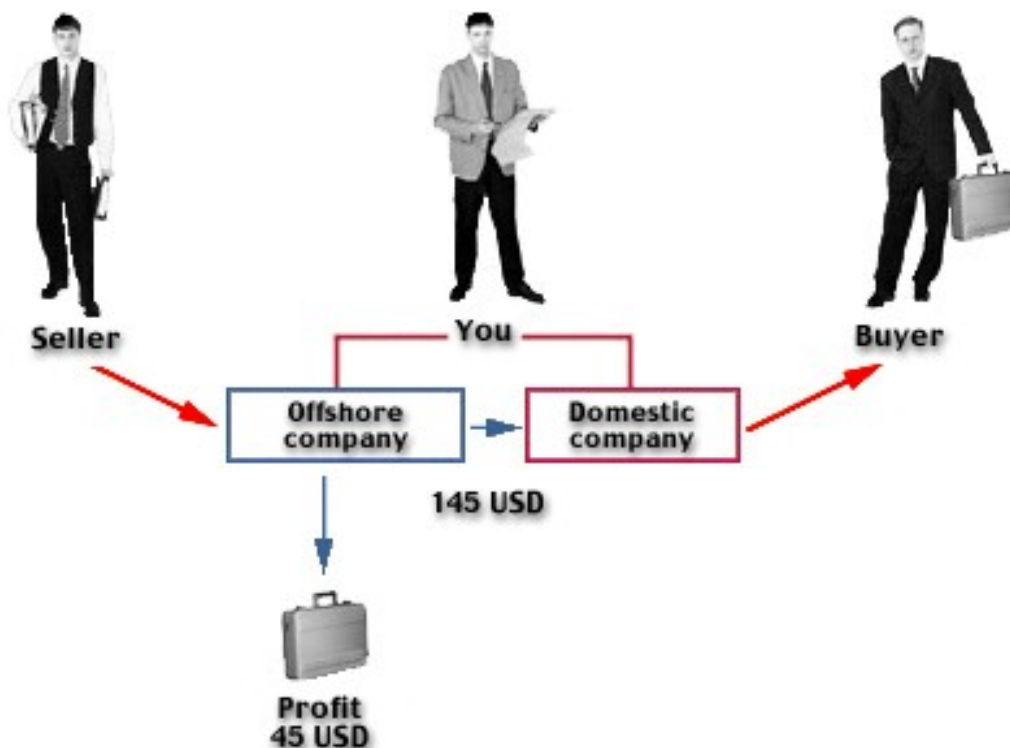 Seller
You
Buyer
Offshore
company
Domestic
company
145 USD
Profit
45 USD